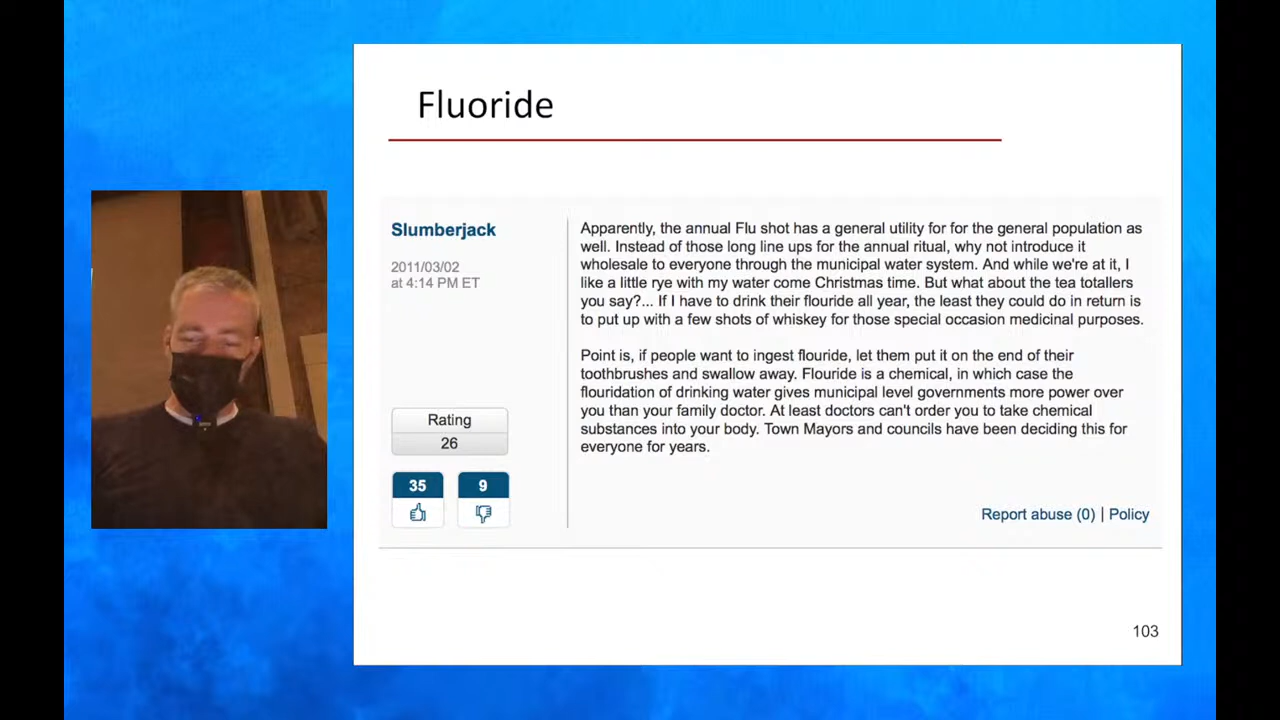 Fluoride
Slumberjack
2011/03/02
at 4:14 PM ET
Rating
26
35
9
Apparently, the annual Flu shot has a general utility for for the general population as
well. Instead of those long line ups for the annual ritual, why not introduce it
wholesale to everyone through the municipal water system. And while we're at it, I
like a little rye with my water come Christmas time. But what about the tea totallers
you say?... If I have to drink their flouride all year, the least they could do in return is
to put up with a few shots of whiskey for those special occasion medicinal purposes.
Point is, if people want to ingest flouride, let them put it on the end of their
toothbrushes and swallow away. Flouride is a chemical, in which case the
flouridation of drinking water gives municipal level governments more power over
you than your family doctor. At least doctors can't order you to take chemical
substances into your body. Town Mayors and councils have been deciding this for
everyone for years.
Report abuse (0) | Policy
103